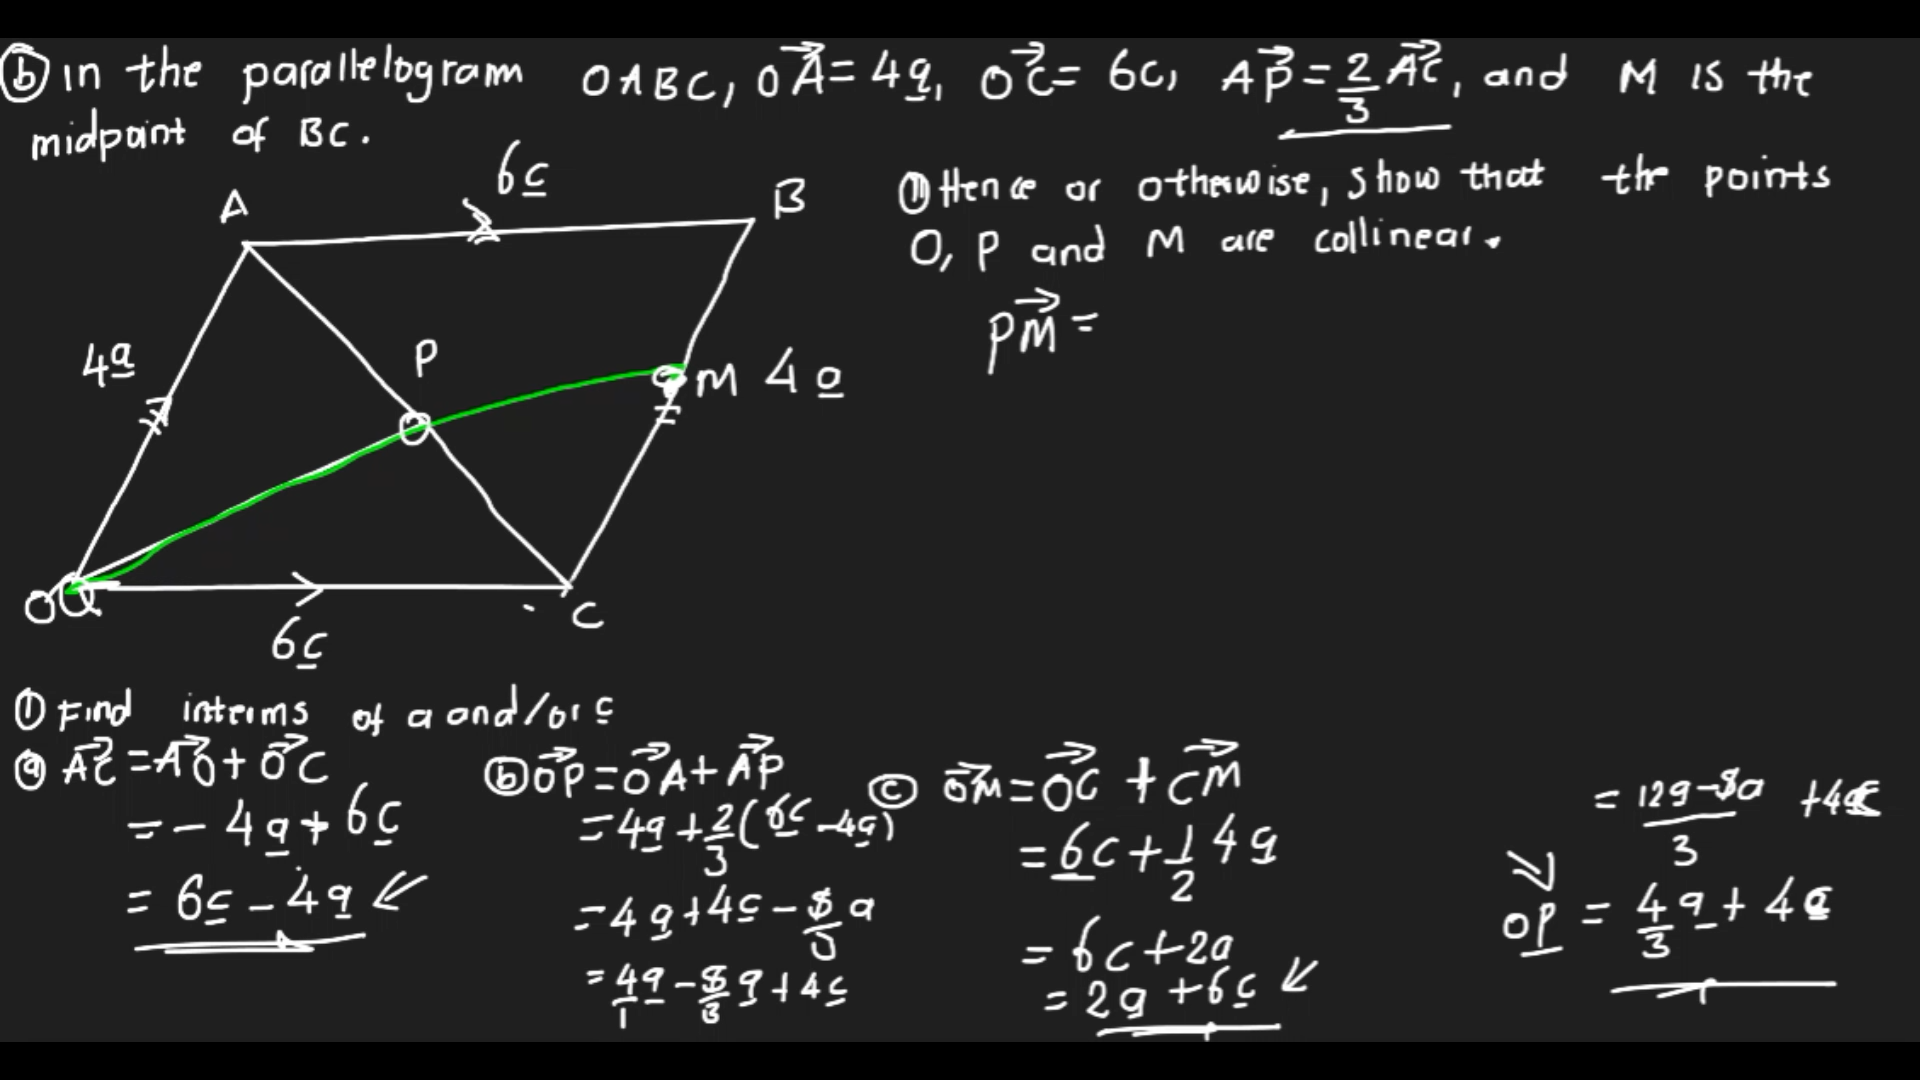 ⓑ in the parallelogram OABC, OA→ = 4a, OC→ = 6c, AP→ = 2/3 AC→, and M is the
midpoint of BC.
6c
A
B
4a
P
M 4a
O
C
6c
ⓘⓘ Hence or otherwise, show that the points
O, P and M are collinear.
PM→ =
ⓘ Find interms of a and/or c
ⓐ AC→ = AO→ + OC→
= - 4a + 6c
= 6c - 4a
ⓑ OP→ = OA→ + AP→
= 4a + 2/3 (6c - 4a)
= 4a + 4c - 8/3 a
= 4a/1 - 8/3 a + 4c
ⓒ OM→ = OC→ + CM→
= 6c + 1/2 4a
= 6c + 2a
= 2a + 6c
= 12a - 8a / 3 + 4c
OP = 4/3 a + 4c